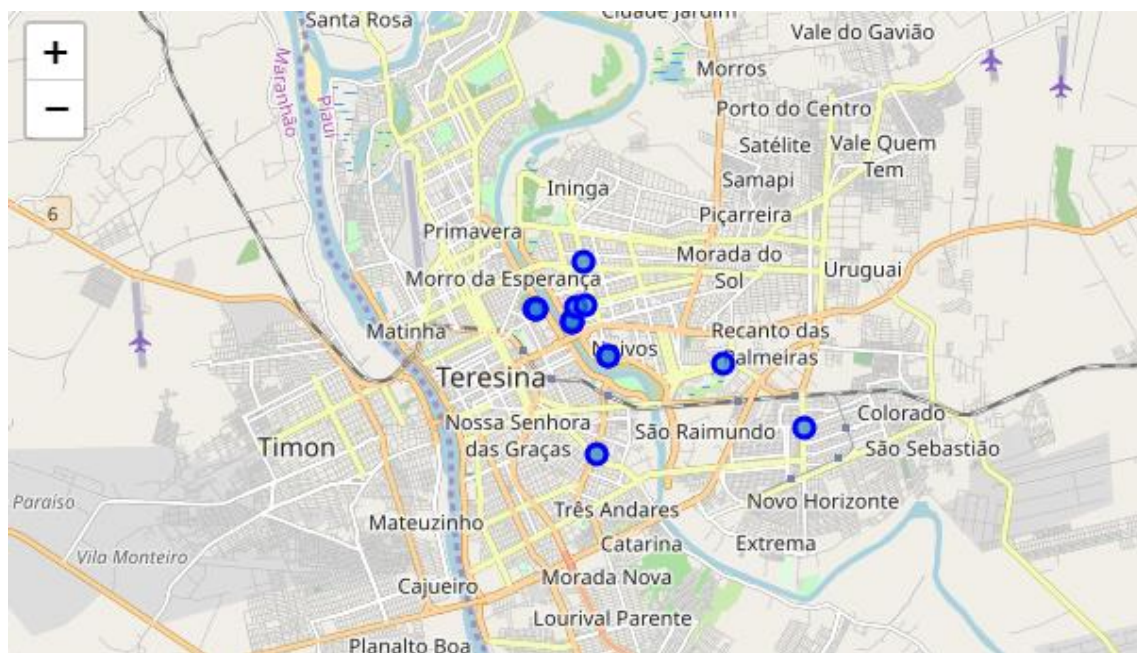 Santa Rosa
Cidade Jardim
Vale do Gavião
+
−
Maranhão
Piauí
Morros
Porto do Centro
Satélite
Vale Quem
Tem
Samapi
Ininga
6
Piçarreira
Primavera
Morada do
Sol
Uruguai
Morro da Esperança
Matinha
Recanto das
Palmeiras
Teresina
Nossa Senhora
das Graças
São Raimundo
Colorado
São Sebastião
Timon
Paraíso
Novo Horizonte
Três Andares
Mateuzinho
Vila Monteiro
Catarina
Extrema
Cajueiro
Morada Nova
Lourival Parente
Planalto Boa